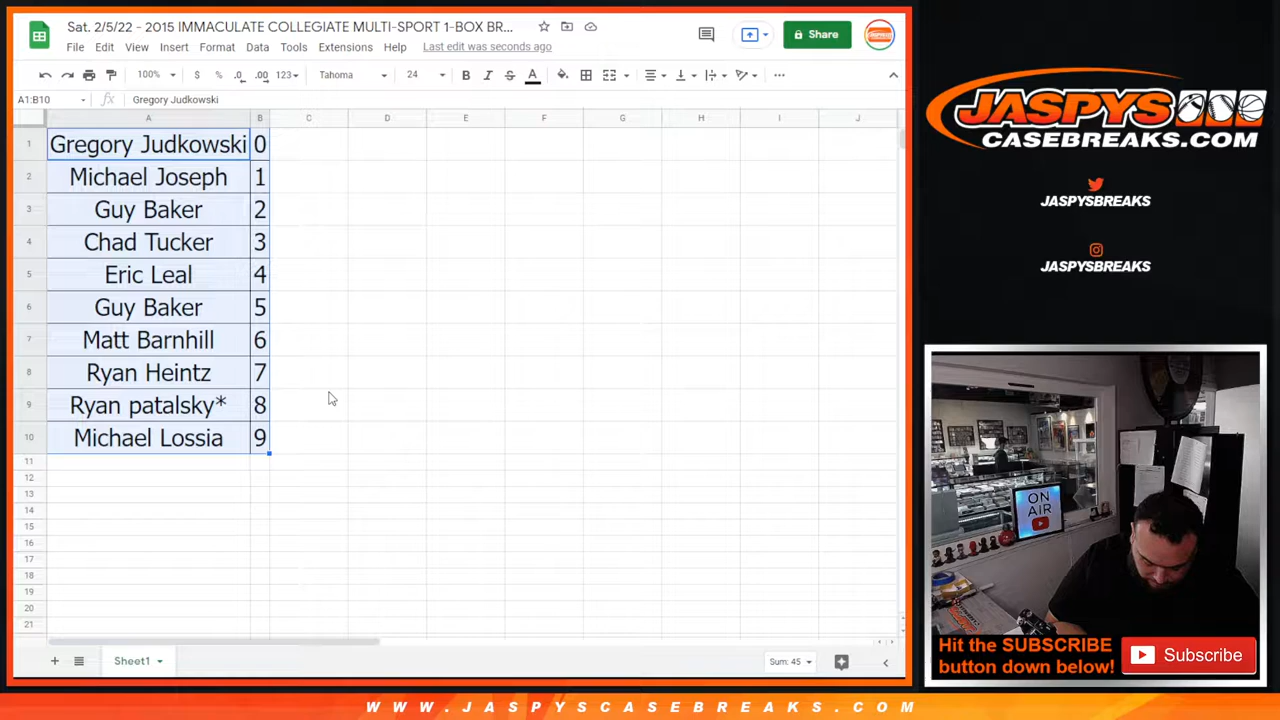 Sat. 2/5/22 - 2015 IMMACULATE COLLEGIATE MULTI-SPORT 1-BOX BR...
File Edit View Insert Format Data Tools Extensions Help Last edit was seconds ago
Share
100% $ % .0 .00 123 Tahoma 24 B I S A
A1:B10 fx Gregory Judkowski
A B C D E F G H I J
1 Gregory Judkowski 0
2 Michael Joseph 1
3 Guy Baker 2
4 Chad Tucker 3
5 Eric Leal 4
6 Guy Baker 5
7 Matt Barnhill 6
8 Ryan Heintz 7
9 Ryan patalsky* 8
10 Michael Lossia 9
11
12
13
14
15
16
17
18
19
20
21
Sheet1 Sum: 45
JASPYS
CASEBREAKS.COM
JASPYSBREAKS
JASPYSBREAKS
ON
AIR
Hit the SUBSCRIBE
button down below!
Subscribe
WWW.JASPYSCASEBREAKS.COM